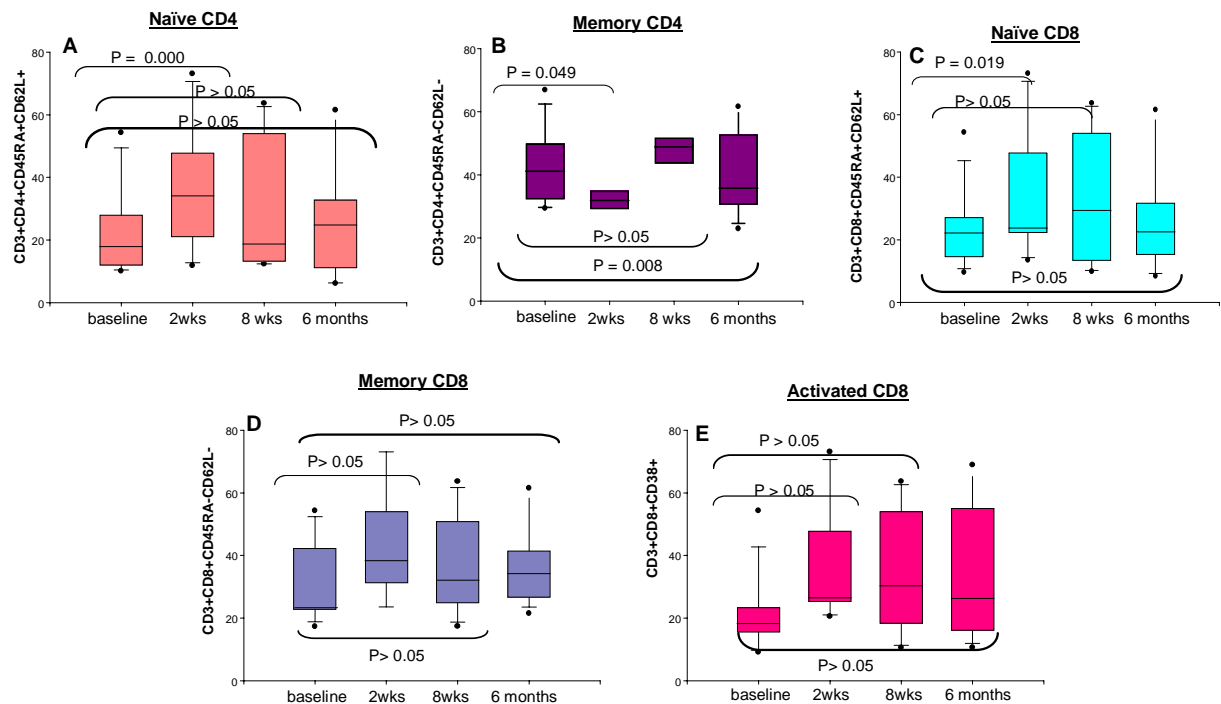 Naïve CD4
A
P = 0.000
P > 0.05
P > 0.05
CD3+CD4+CD45RA+CD62L+
80
60
40
20
0
baseline 2wks 8 wks 6 months
Memory CD4
B
P = 0.049
P> 0.05
P = 0.008
CD3+CD4+CD45RA-CD62L-
80
60
40
20
0
baseline 2wks 8 wks 6 months
Naïve CD8
C
P = 0.019
P> 0.05
P> 0.05
CD3+CD8+CD45RA+CD62L+
80
60
40
20
0
baseline 2wks 8 wks 6 months
Memory CD8
D
P> 0.05
P> 0.05
P> 0.05
CD3+CD8+CD45RA-CD62L-
80
60
40
20
0
baseline 2wks 8wks 6 months
Activated CD8
E
P> 0.05
P> 0.05
P> 0.05
CD3+CD8+CD38+
80
60
40
20
0
baseline 2wks 8wks 6 months